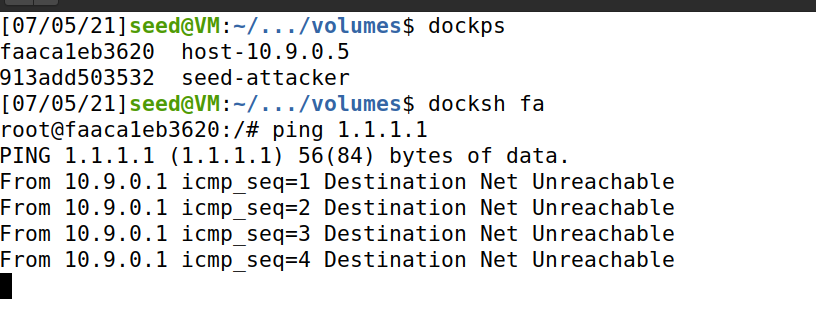 [07/05/21]seed@VM:~/.../volumes$ dockps
faaca1eb3620  host-10.9.0.5
913add503532  seed-attacker
[07/05/21]seed@VM:~/.../volumes$ docksh fa
root@faaca1eb3620:/# ping 1.1.1.1
PING 1.1.1.1 (1.1.1.1) 56(84) bytes of data.
From 10.9.0.1 icmp_seq=1 Destination Net Unreachable
From 10.9.0.1 icmp_seq=2 Destination Net Unreachable
From 10.9.0.1 icmp_seq=3 Destination Net Unreachable
From 10.9.0.1 icmp_seq=4 Destination Net Unreachable